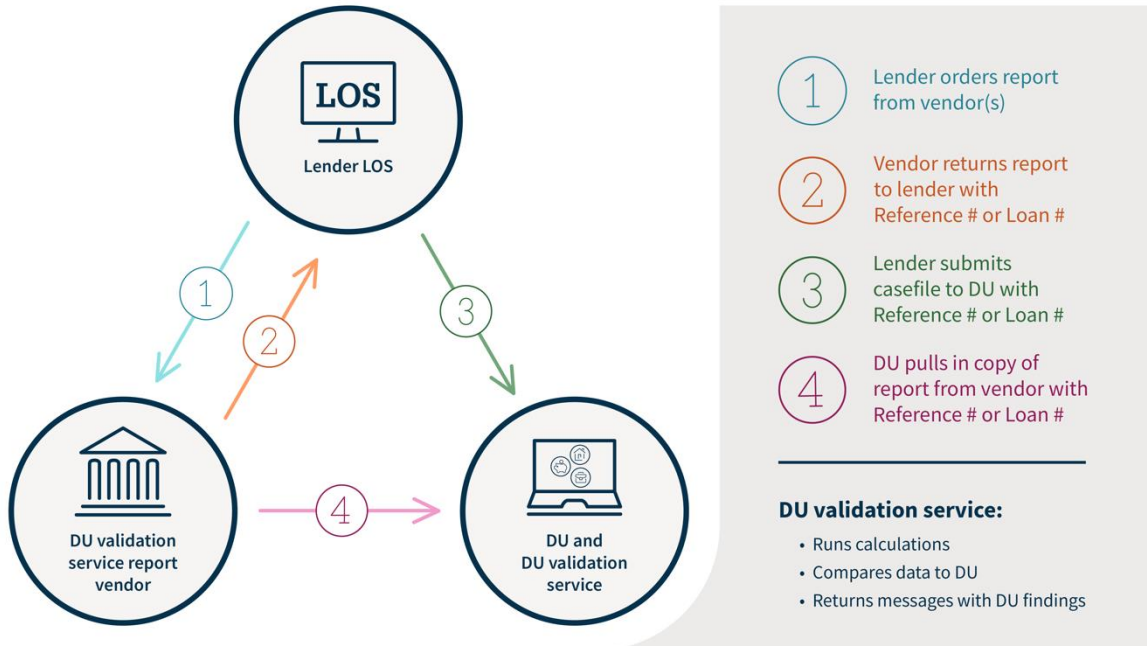 LOS
Lender LOS
1
2
3
DU validation
service report
vendor
4
DU and
DU validation
service
1
Lender orders report
from vendor(s)
2
Vendor returns report
to lender with
Reference # or Loan #
3
Lender submits
casefile to DU with
Reference # or Loan #
4
DU pulls in copy of
report from vendor with
Reference # or Loan #
DU validation service:
• Runs calculations
• Compares data to DU
• Returns messages with DU findings